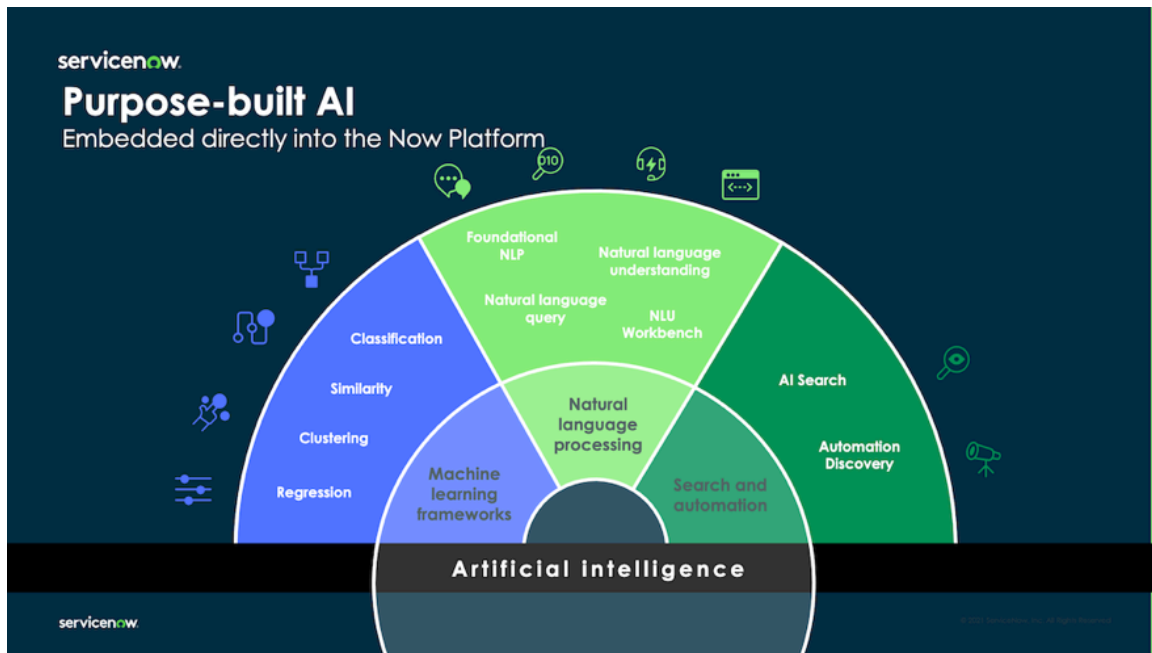 servicenow.
Purpose-built AI
Embedded directly into the Now Platform
010
Foundational
NLP
Natural language
understanding
Natural language
query
NLU
Workbench
Classification
Similarity
Clustering
Regression
AI Search
Automation
Discovery
Natural
language
processing
Machine
learning
frameworks
Search and
automation
Artificial intelligence
servicenow.